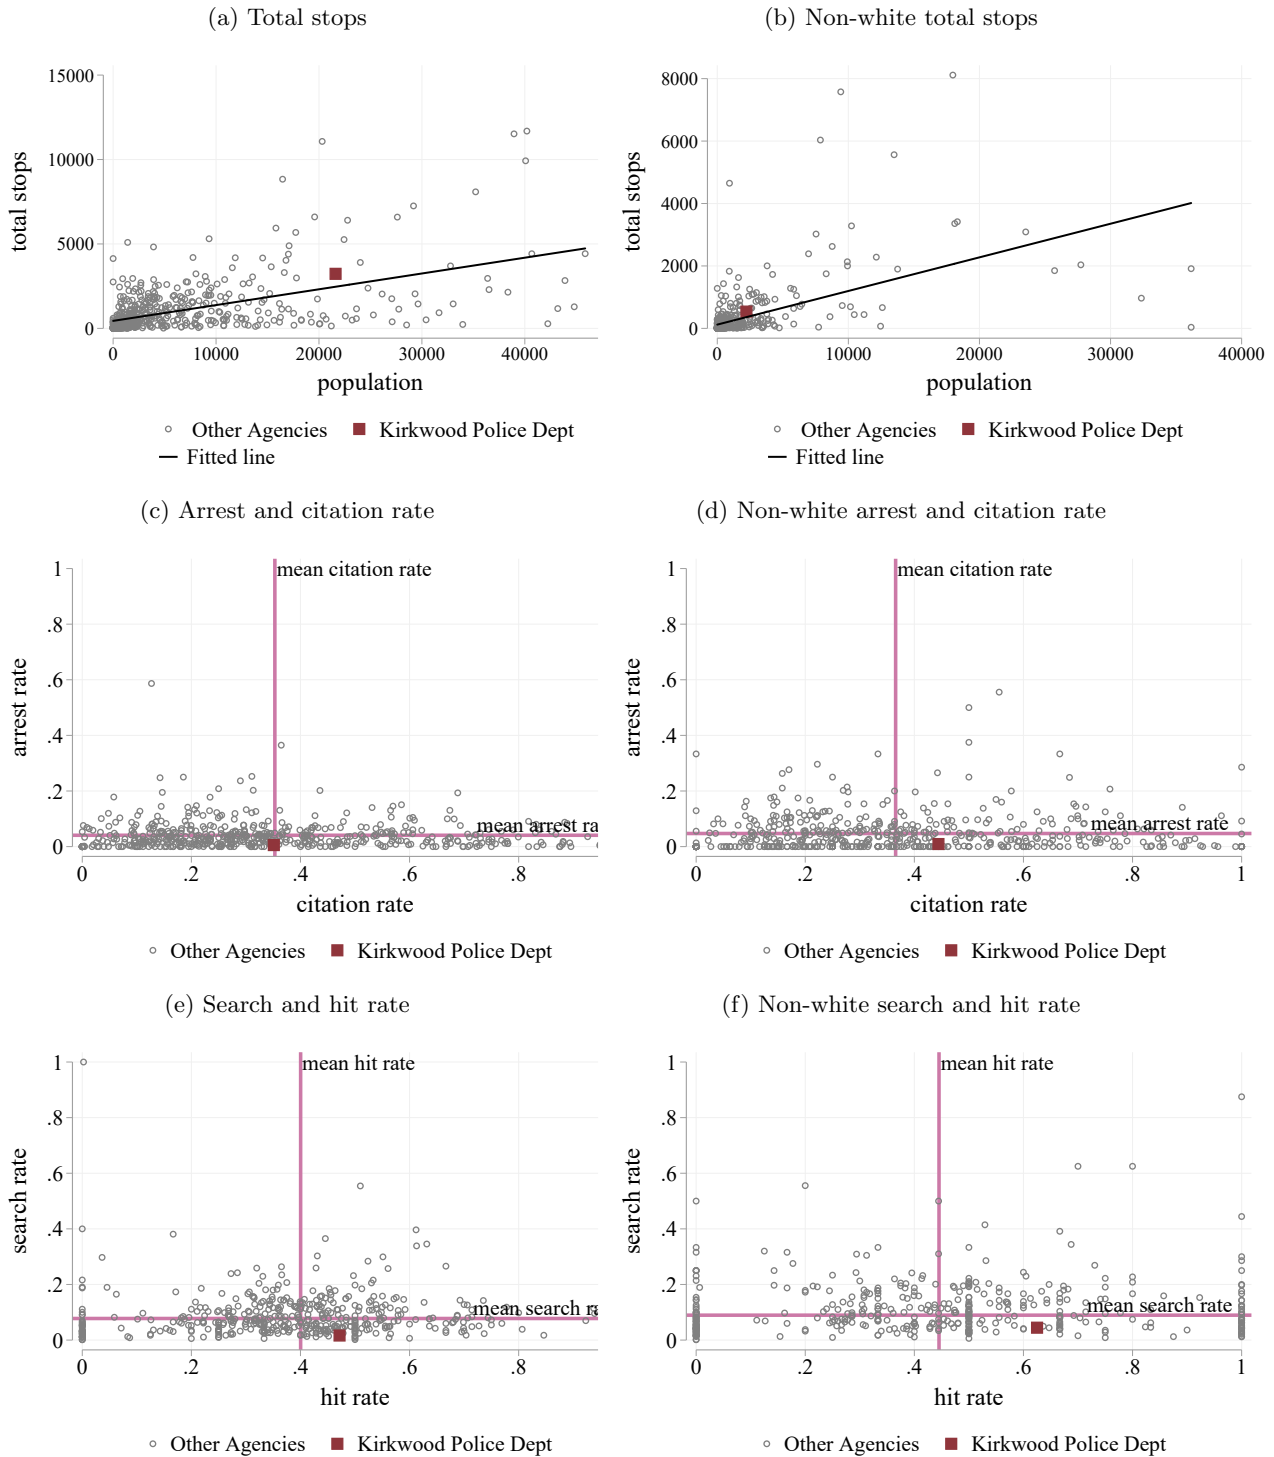 (a) Total stops
15000
10000
5000
0
total stops
0 10000 20000 30000 40000
population
Other Agencies Kirkwood Police Dept
Fitted line
(b) Non-white total stops
8000
6000
4000
2000
0
total stops
0 10000 20000 30000 40000
population
Other Agencies Kirkwood Police Dept
Fitted line
(c) Arrest and citation rate
mean citation rate
1
.8
.6
.4
.2
0
arrest rate
mean arrest ra
0 .2 .4 .6 .8
citation rate
Other Agencies Kirkwood Police Dept
(d) Non-white arrest and citation rate
mean citation rate
1
.8
.6
.4
.2
0
arrest rate
mean arrest rate
0 .2 .4 .6 .8 1
citation rate
Other Agencies Kirkwood Police Dept
(e) Search and hit rate
mean hit rate
1
.8
.6
.4
.2
0
search rate
mean search ra
0 .2 .4 .6 .8
hit rate
Other Agencies Kirkwood Police Dept
(f) Non-white search and hit rate
mean hit rate
1
.8
.6
.4
.2
0
search rate
mean search rate
0 .2 .4 .6 .8 1
hit rate
Other Agencies Kirkwood Police Dept